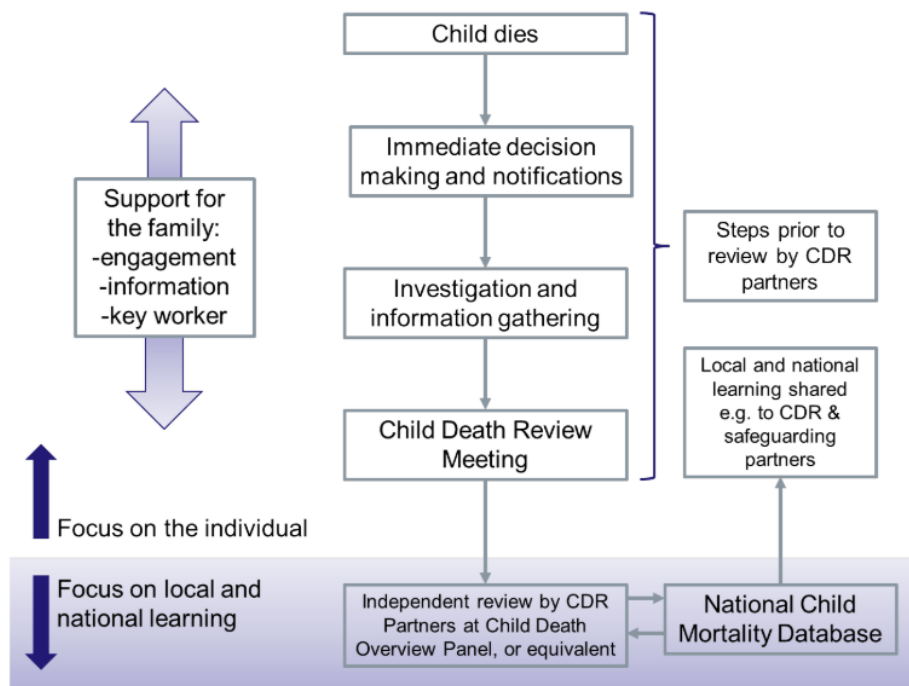 Child dies
Immediate decision
making and notifications
Support for
the family:
-engagement
-information
-key worker
Steps prior to
review by CDR
partners
Investigation and
information gathering
Local and national
learning shared
e.g. to CDR &
safeguarding
partners
Child Death Review
Meeting
Focus on the individual
Focus on local and
national learning
Independent review by CDR
Partners at Child Death
Overview Panel, or equivalent
National Child
Mortality Database